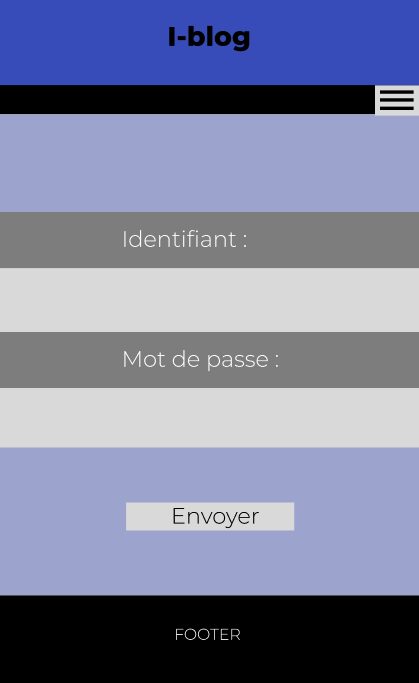 I-blog
Identifiant :
Mot de passe :
Envoyer
FOOTER